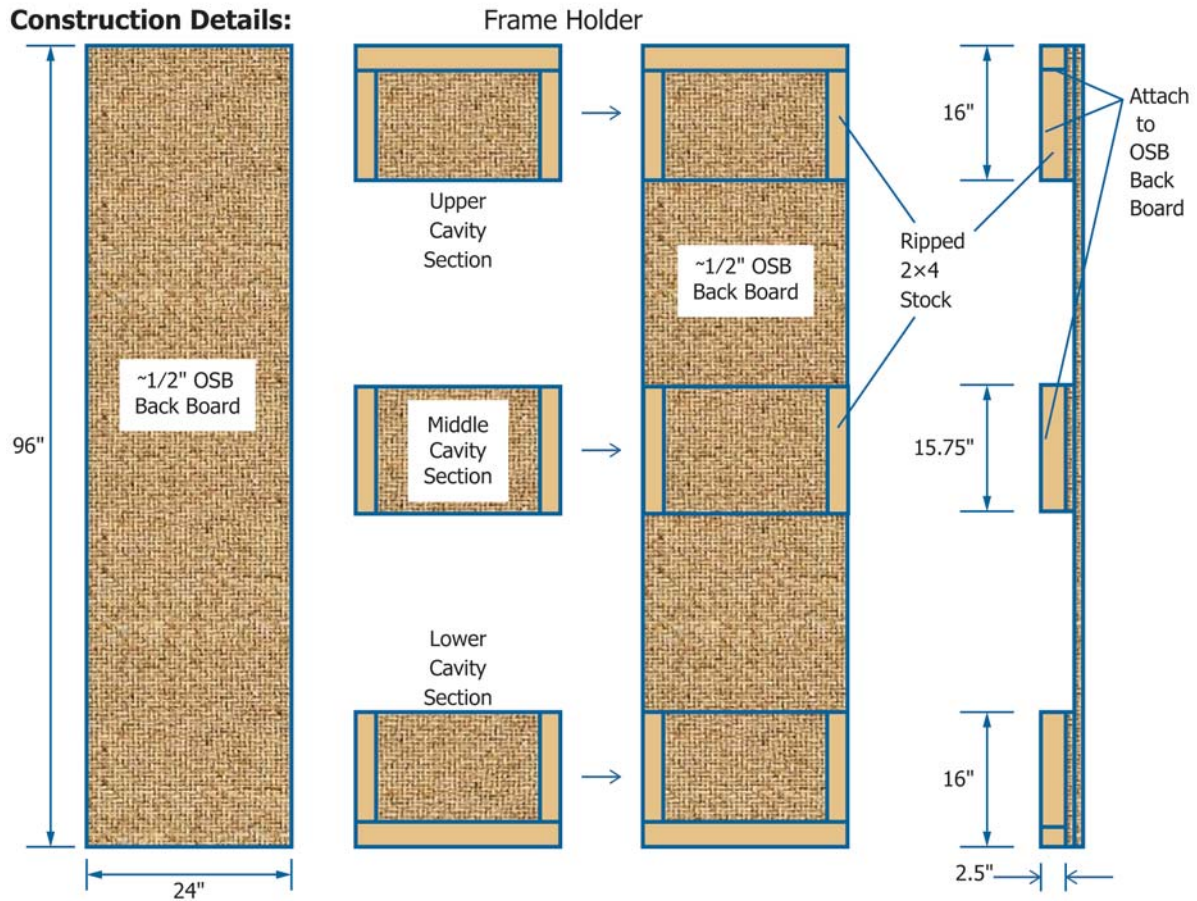 Construction Details:
Frame Holder
96"
~1/2" OSB
Back Board
24"
Upper
Cavity
Section
Middle
Cavity
Section
Lower
Cavity
Section
~1/2" OSB
Back Board
Ripped
2×4
Stock
16"
15.75"
16"
2.5"
Attach
to
OSB
Back
Board